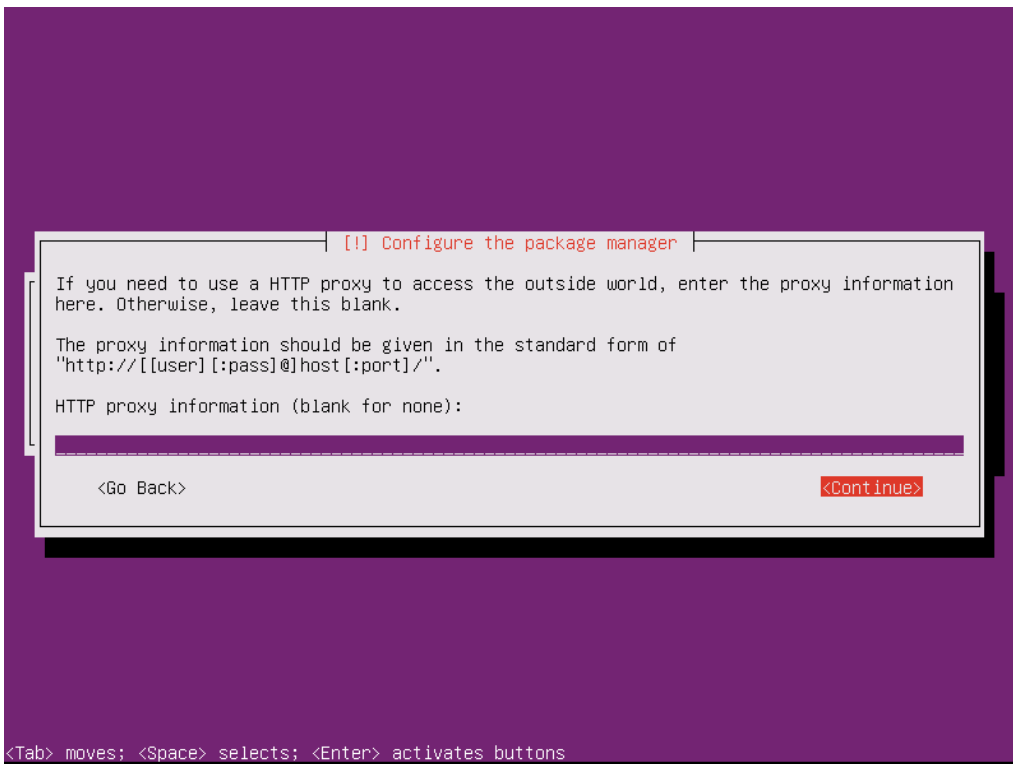 [!] Configure the package manager
If you need to use a HTTP proxy to access the outside world, enter the proxy information
here. Otherwise, leave this blank.
The proxy information should be given in the standard form of
"http://[[user][:pass]@]host[:port]/".
HTTP proxy information (blank for none):
<Go Back> <Continue>
<Tab> moves; <Space> selects; <Enter> activates buttons